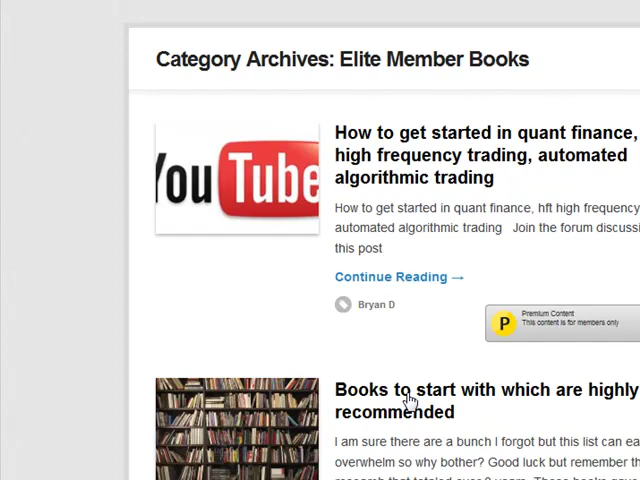 Category Archives: Elite Member Books
You Tube
How to get started in quant finance,
high frequency trading, automated
algorithmic trading
How to get started in quant finance, hft high frequency
automated algorithmic trading Join the forum discussi
this post
Continue Reading →
Bryan D
P
Premium Content
This content is for members only
Books to start with which are highly
recommended
I am sure there are a bunch I forgot but this list can ea
overwhelm so why bother? Good luck but remember th